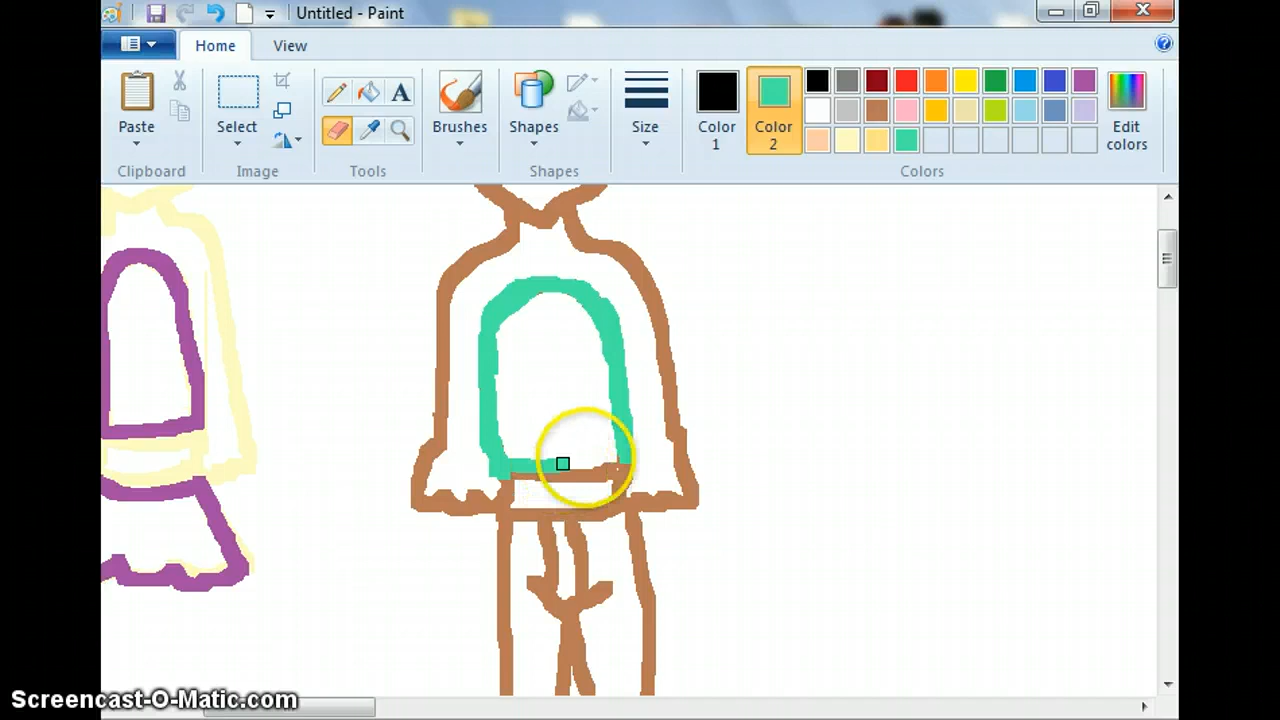 Untitled - Paint
Home View
Paste
Select
A
Brushes
Shapes
Size
Color 1
Color 2
Edit colors
Clipboard
Image
Tools
Shapes
Colors
Screencast-O-Matic.com